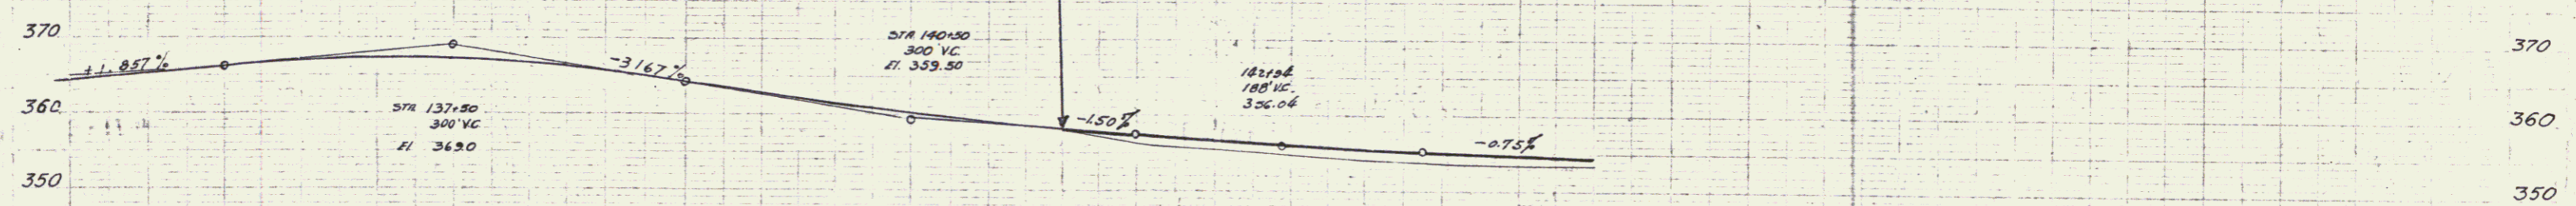 370
+1.857%
-3.167%
STA 140+50
300' V.C.
El. 359.50
370
142+94
188' V.C.
356.04
360
STA 137+50
300' V.C
El 369.0
-1.50%
360
-0.75%
350
350